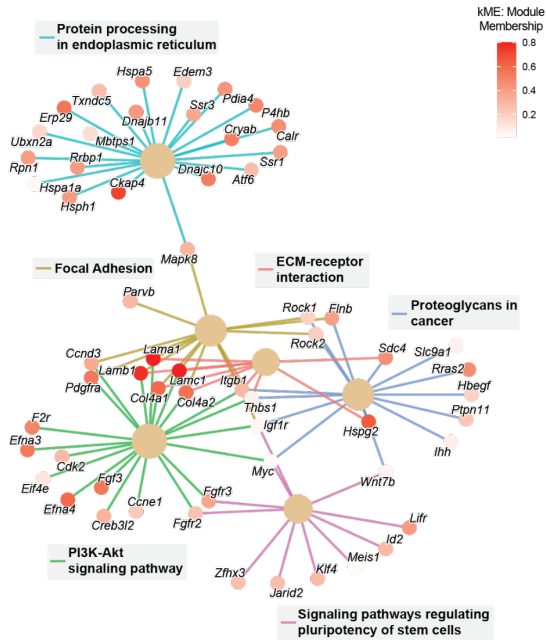 kME: Module
Membership
0.8
0.6
0.4
0.2
Protein processing
in endoplasmic reticulum
Hspa5
Edem3
Txndc5
Ssr3
Pdia4
Erp29
Dnajb11
P4hb
Ubxn2a
Mbtps1
Cryab
Calr
Rpn1
Rrbp1
Ssr1
Hspa1a
Ckap4
Dnajc10
Atf6
Hsph1
Mapk8
Focal Adhesion
ECM-receptor
interaction
Parvb
Rock1
Flnb
Proteoglycans in
cancer
Rock2
Ccnd3
Lama1
Sdc4
Slc9a1
Lamb1
Lamc1
Rras2
Pdgfra
Itgb1
Hbegf
Col4a1
Col4a2
Thbs1
Ptpn11
F2r
Igf1r
Hspg2
Efna3
Ihh
Cdk2
Myc
Wnt7b
Eif4e
Fgf3
Efna4
Ccne1
Fgfr3
Creb3l2
Fgfr2
Lifr
Id2
PI3K-Akt
signaling pathway
Meis1
Zfhx3
Klf4
Jarid2
Signaling pathways regulating
pluripotency of stem cells